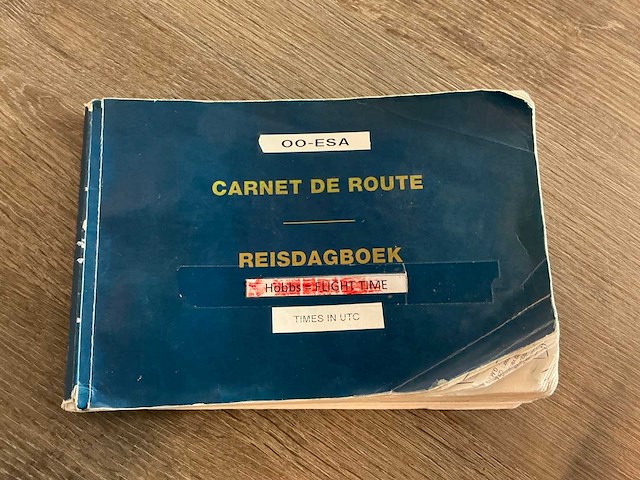 OO-ESA
CARNET DE ROUTE
REISDAGBOEK
Hobbs = FLIGHT TIME
TIMES IN UTC